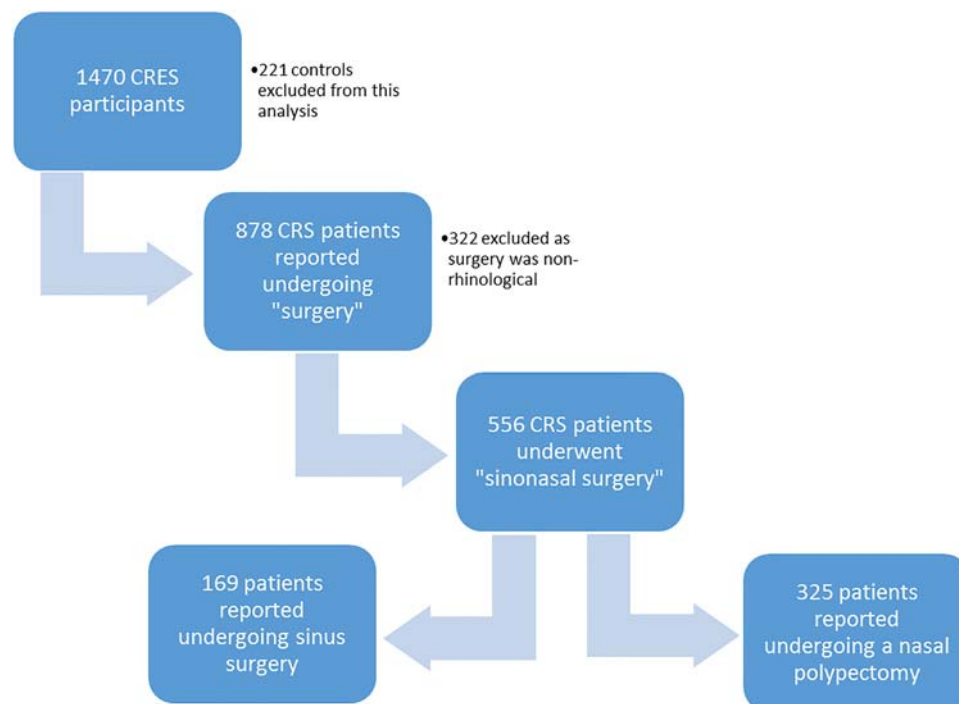 1470 CRES
participants
•221 controls
excluded from this
analysis
878 CRS patients
reported
undergoing
"surgery"
•322 excluded as
surgery was non-
rhinological
556 CRS patients
underwent
"sinonasal surgery"
169 patients
reported
undergoing sinus
surgery
325 patients
reported
undergoing a nasal
polypectomy